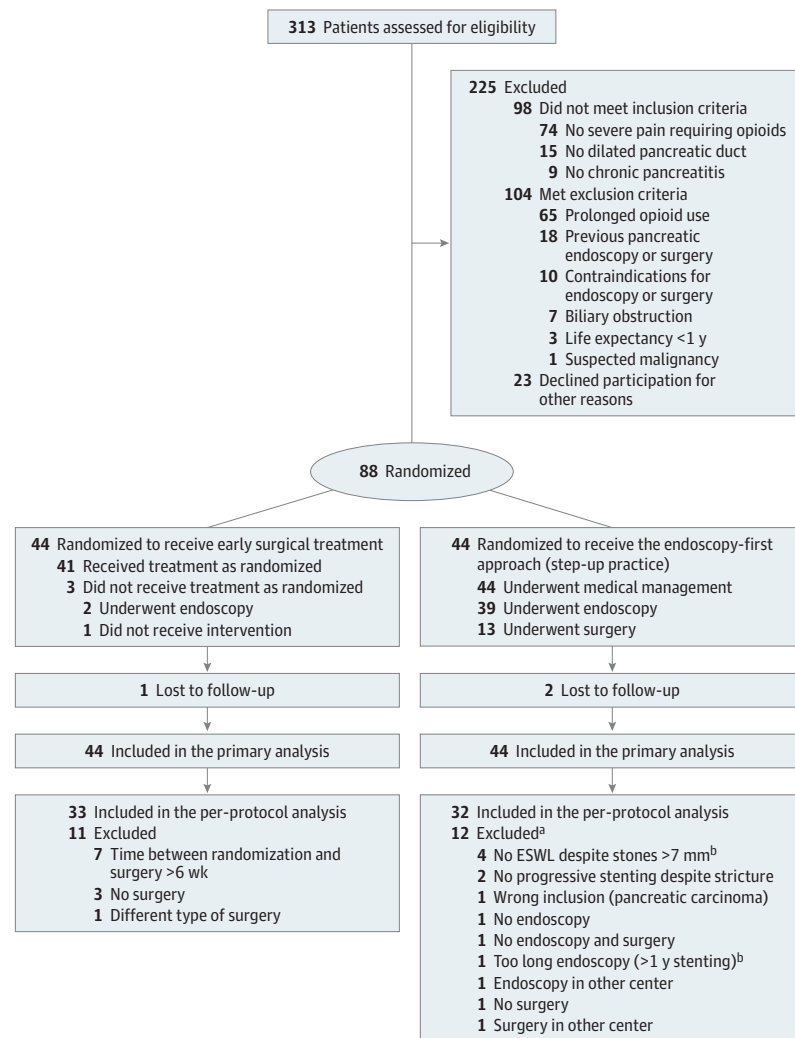 313 Patients assessed for eligibility
225 Excluded
98 Did not meet inclusion criteria
74 No severe pain requiring opioids
15 No dilated pancreatic duct
9 No chronic pancreatitis
104 Met exclusion criteria
65 Prolonged opioid use
18 Previous pancreatic
endoscopy or surgery
10 Contraindications for
endoscopy or surgery
7 Biliary obstruction
3 Life expectancy <1 y
1 Suspected malignancy
23 Declined participation for
other reasons
88 Randomized
44 Randomized to receive early surgical treatment
41 Received treatment as randomized
3 Did not receive treatment as randomized
2 Underwent endoscopy
1 Did not receive intervention
44 Randomized to receive the endoscopy-first
approach (step-up practice)
44 Underwent medical management
39 Underwent endoscopy
13 Underwent surgery
1 Lost to follow-up
2 Lost to follow-up
44 Included in the primary analysis
44 Included in the primary analysis
33 Included in the per-protocol analysis
11 Excluded
7 Time between randomization and
surgery >6 wk
3 No surgery
1 Different type of surgery
32 Included in the per-protocol analysis
12 Excludedᵃ
4 No ESWL despite stones >7 mmᵇ
2 No progressive stenting despite stricture
1 Wrong inclusion (pancreatic carcinoma)
1 No endoscopy
1 No endoscopy and surgery
1 Too long endoscopy (>1 y stenting)ᵇ
1 Endoscopy in other center
1 No surgery
1 Surgery in other center